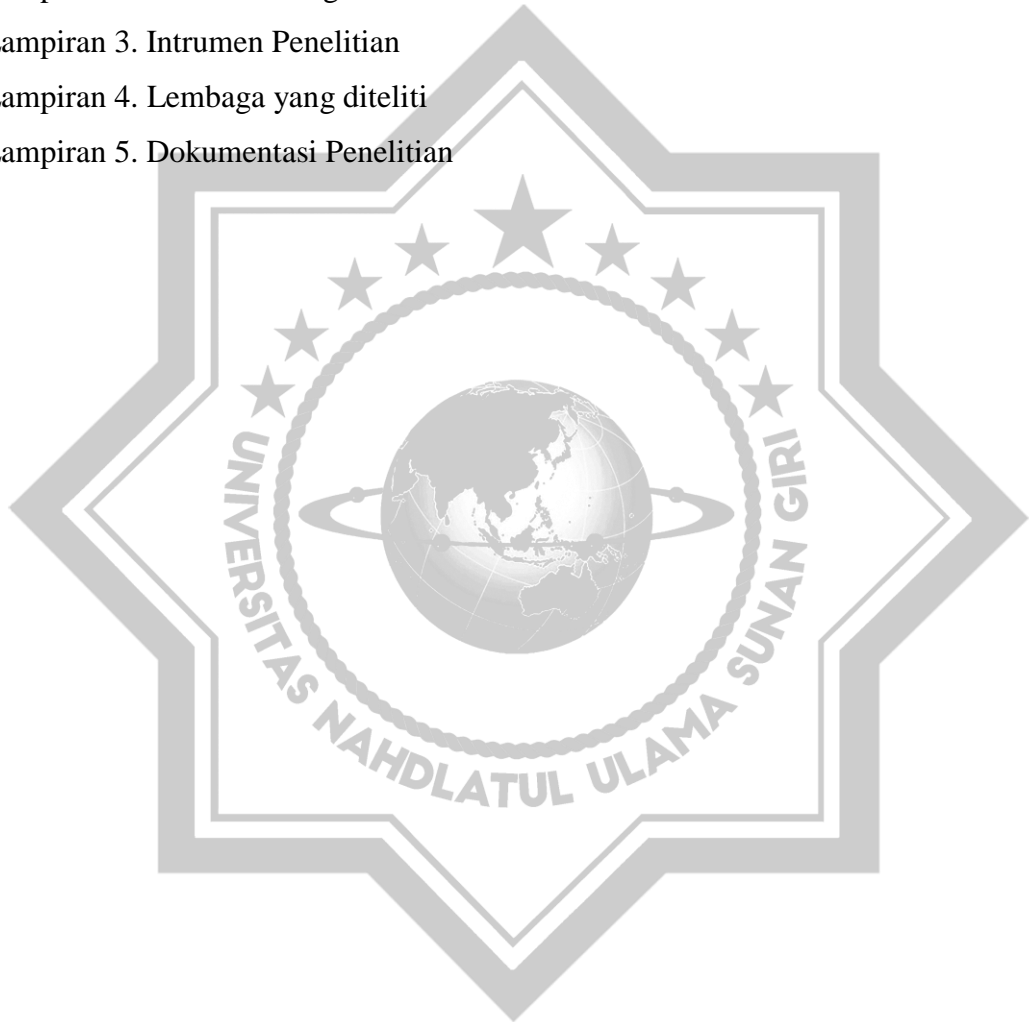 ampiran 3. Intrumen Penelitian
ampiran 4. Lembaga yang diteliti
ampiran 5. Dokumentasi Penelitian
UNIVERSITAS NAHDLATUL ULAMA SUNAN GIRI